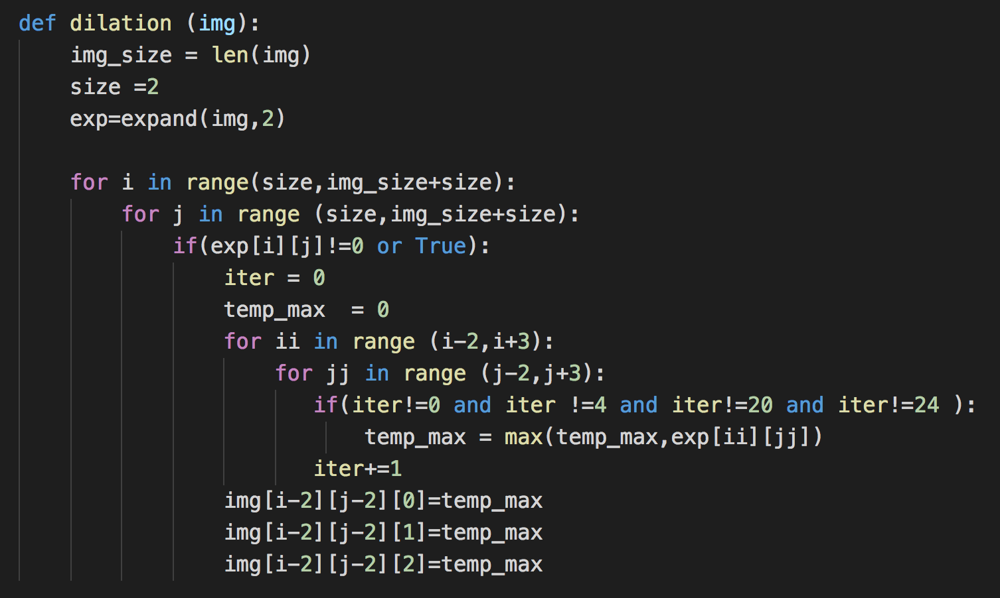 def dilation (img):
    img_size = len(img)
    size =2
    exp=expand(img,2)

    for i in range(size,img_size+size):
        for j in range (size,img_size+size):
            if(exp[i][j]!=0 or True):
                iter = 0
                temp_max  = 0
                for ii in range (i-2,i+3):
                    for jj in range (j-2,j+3):
                       if(iter!=0 and iter !=4 and iter!=20 and iter!=24 ):
                           temp_max = max(temp_max,exp[ii][jj])
                       iter+=1
                img[i-2][j-2][0]=temp_max
                img[i-2][j-2][1]=temp_max
                img[i-2][j-2][2]=temp_max